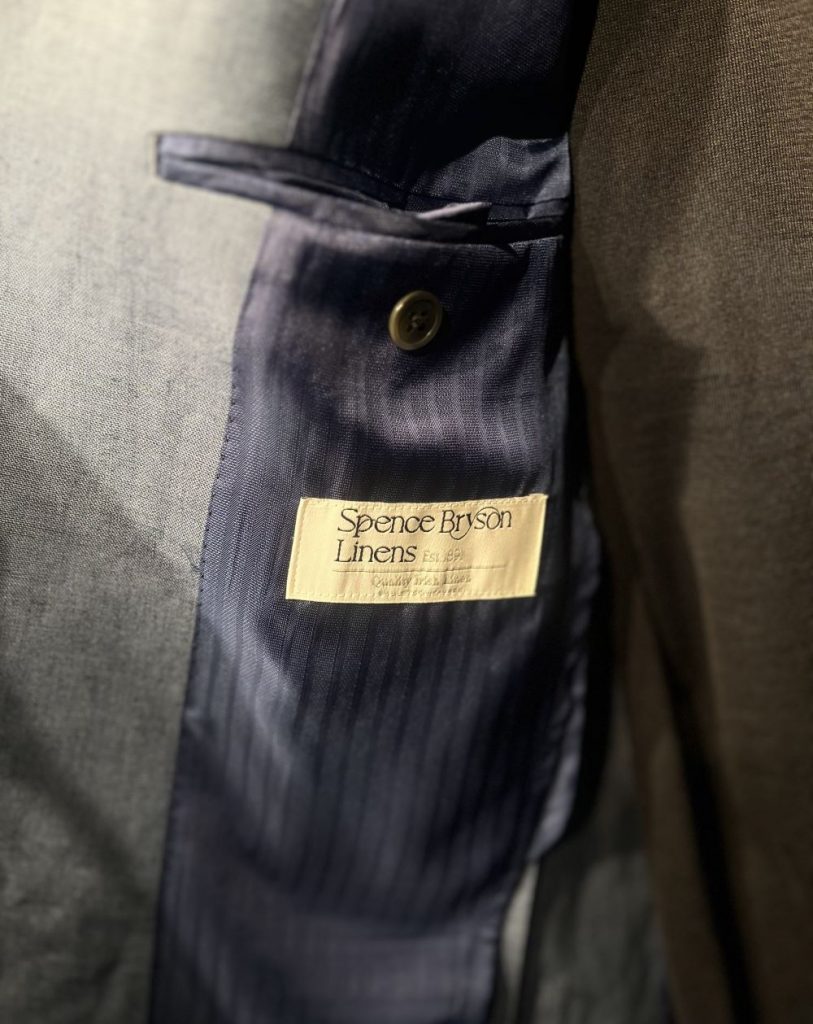 Spence Bryson
Linens Est. 1891
Quality Irish Linen